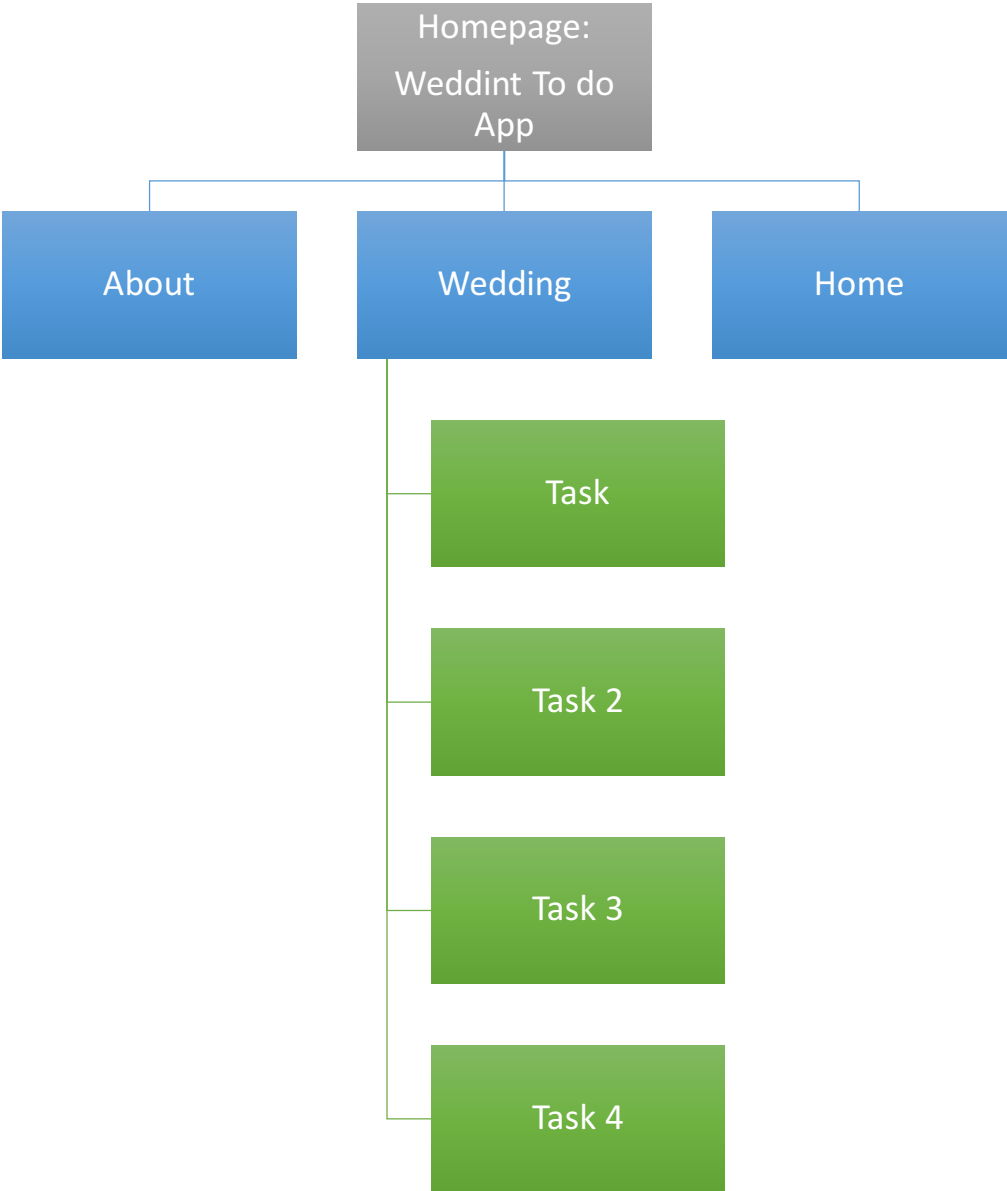 Homepage:
Weddint To do
App
About
Wedding
Home
Task
Task 2
Task 3
Task 4